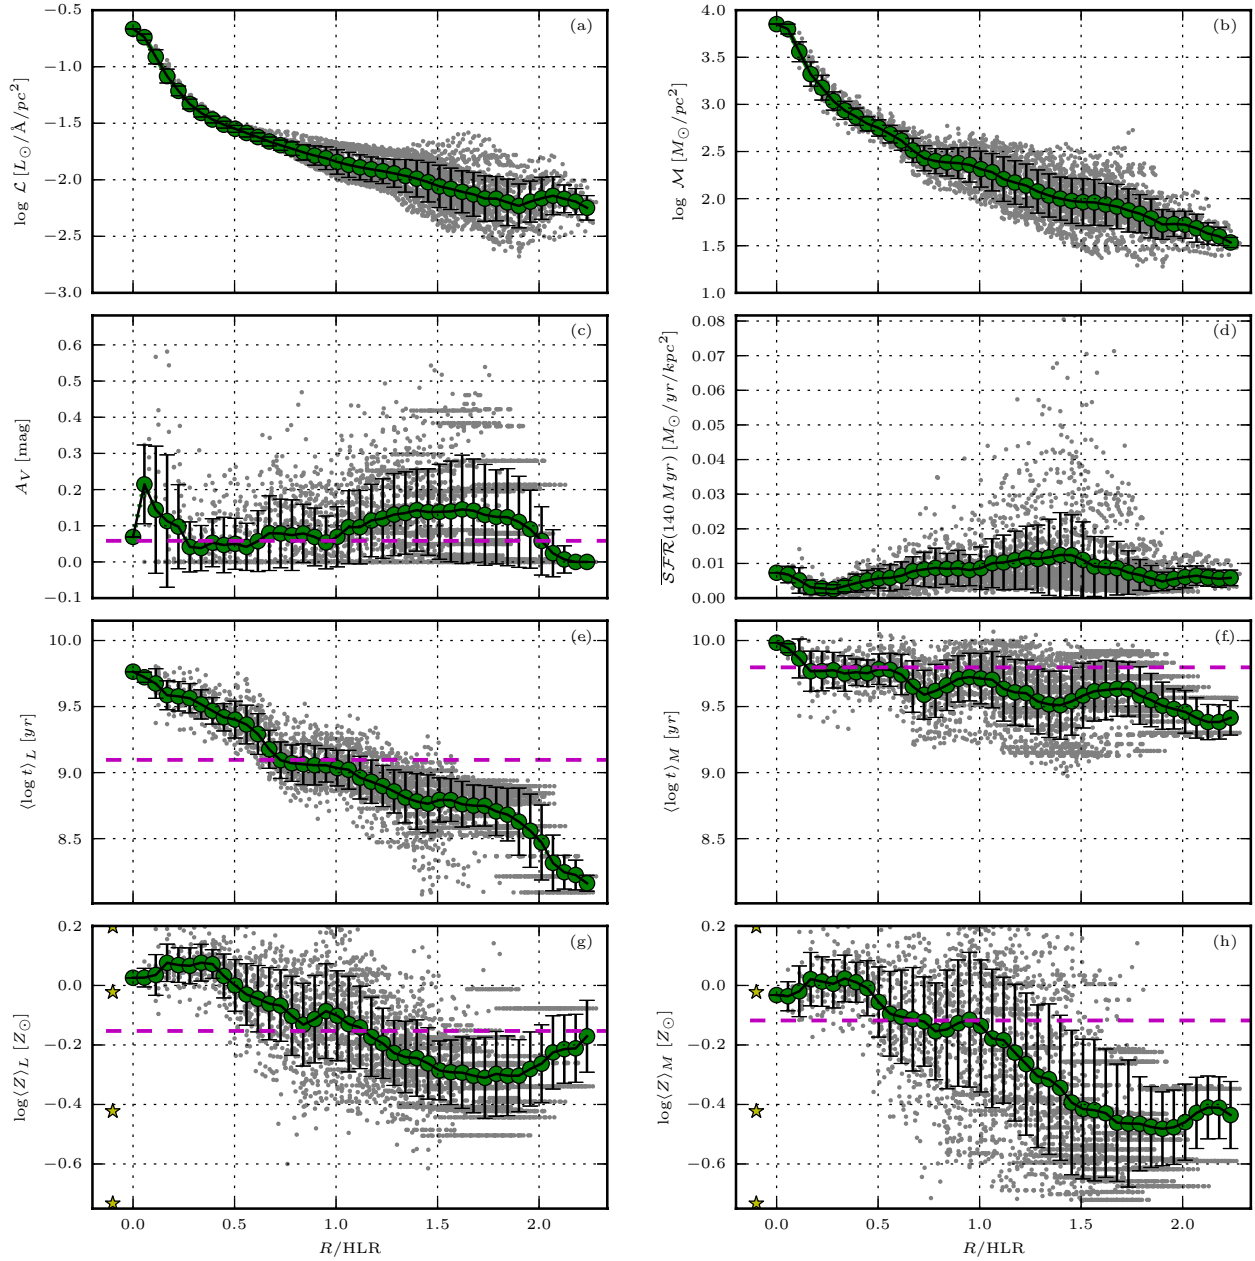 (a)
log ℒ [L⊙/Å/pc²]
−0.5
−1.0
−1.5
−2.0
−2.5
−3.0
(b)
log ℳ [M⊙/pc²]
4.0
3.5
3.0
2.5
2.0
1.5
1.0
(c)
A_V [mag]
0.6
0.5
0.4
0.3
0.2
0.1
0.0
−0.1
(d)
SFR(140 Myr) [M⊙/yr/kpc²]
0.08
0.07
0.06
0.05
0.04
0.03
0.02
0.01
0.00
(e)
⟨log t⟩_L [yr]
10.0
9.5
9.0
8.5
(f)
⟨log t⟩_M [yr]
10.0
9.5
9.0
8.5
(g)
log⟨Z⟩_L [Z⊙]
0.2
0.0
−0.2
−0.4
−0.6
0.0 0.5 1.0 1.5 2.0
R/HLR
(h)
log⟨Z⟩_M [Z⊙]
0.2
0.0
−0.2
−0.4
−0.6
0.0 0.5 1.0 1.5 2.0
R/HLR